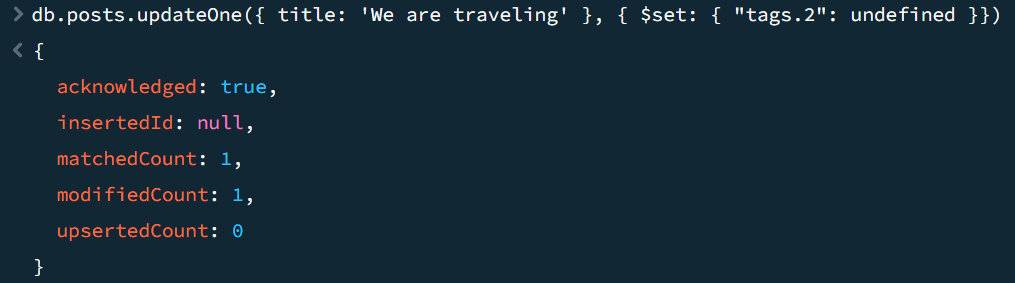 > db.posts.updateOne({ title: 'We are traveling' }, { $set: { "tags.2": undefined }})
< {
acknowledged: true,
insertedId: null,
matchedCount: 1,
modifiedCount: 1,
upsertedCount: 0
}